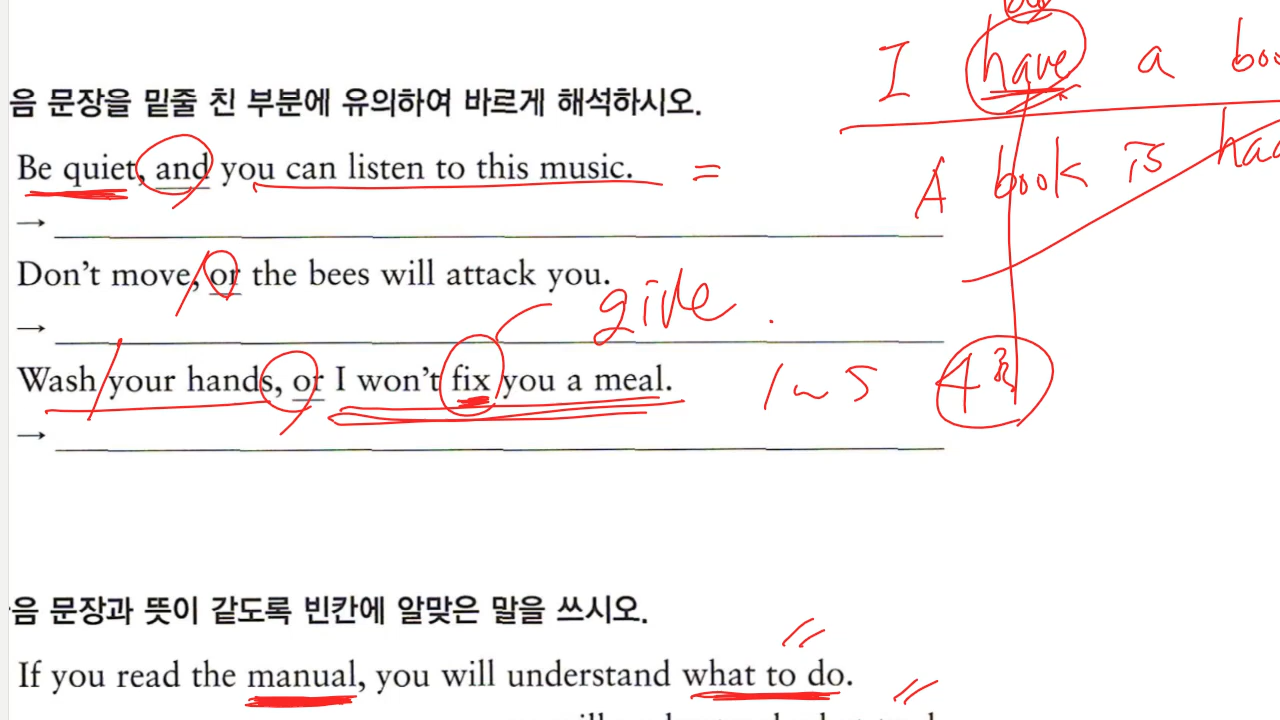 I have a
음 문장을 밑줄 친 부분에 유의하여 바르게 해석하시오.
Be quiet, and you can listen to this music. =
A book is
→
Don't move, or the bees will attack you.
give.
→
Wash your hands, or I won't fix you a meal.
→
음 문장과 뜻이 같도록 빈칸에 알맞은 말을 쓰시오.
If you read the manual, you will understand what to do.